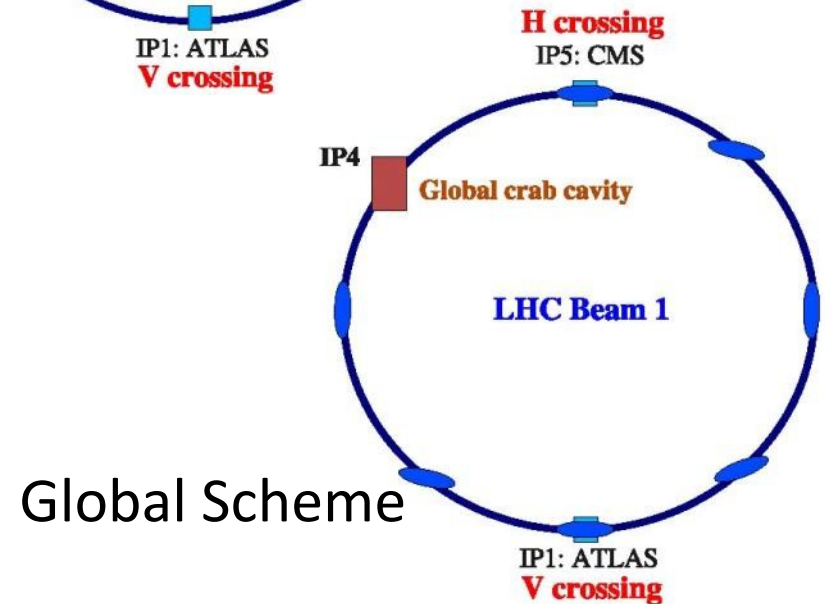 IP1: ATLAS
V crossing
H crossing
IP5: CMS
IP4
Global crab cavity
LHC Beam 1
Global Scheme
IP1: ATLAS
V crossing